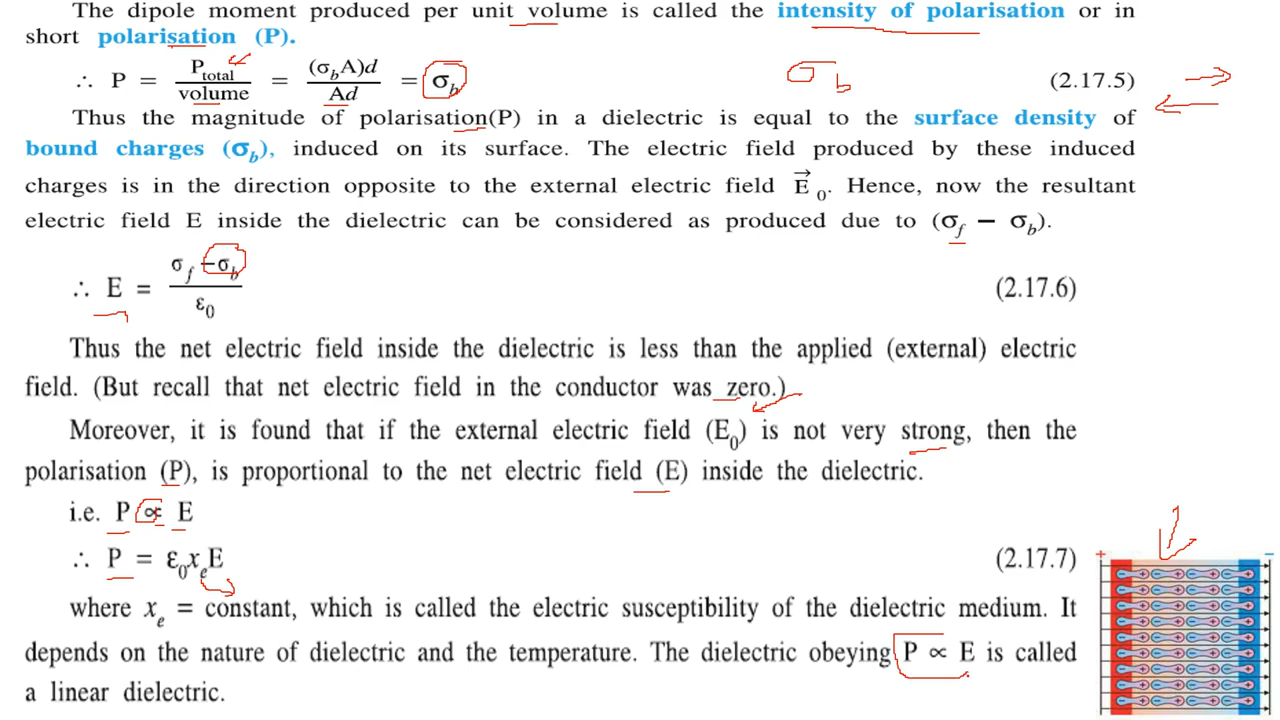 The dipole moment produced per unit volume is called the intensity of polarisation or in
short polarisation (P).
∴ P = P_total / volume = (σ_b A)d / Ad = σ_b (2.17.5)
σ_b
Thus the magnitude of polarisation(P) in a dielectric is equal to the surface density of
bound charges (σ_b), induced on its surface. The electric field produced by these induced
charges is in the direction opposite to the external electric field E⃗_0. Hence, now the resultant
electric field E inside the dielectric can be considered as produced due to (σ_f − σ_b).
∴ E = (σ_f − σ_b) / ε_0 (2.17.6)
Thus the net electric field inside the dielectric is less than the applied (external) electric
field. (But recall that net electric field in the conductor was zero.)
Moreover, it is found that if the external electric field (E_0) is not very strong, then the
polarisation (P), is proportional to the net electric field (E) inside the dielectric.
i.e. P ∝ E
∴ P = ε_0 x_e E (2.17.7)
where x_e = constant, which is called the electric susceptibility of the dielectric medium. It
depends on the nature of dielectric and the temperature. The dielectric obeying P ∝ E is called
a linear dielectric.